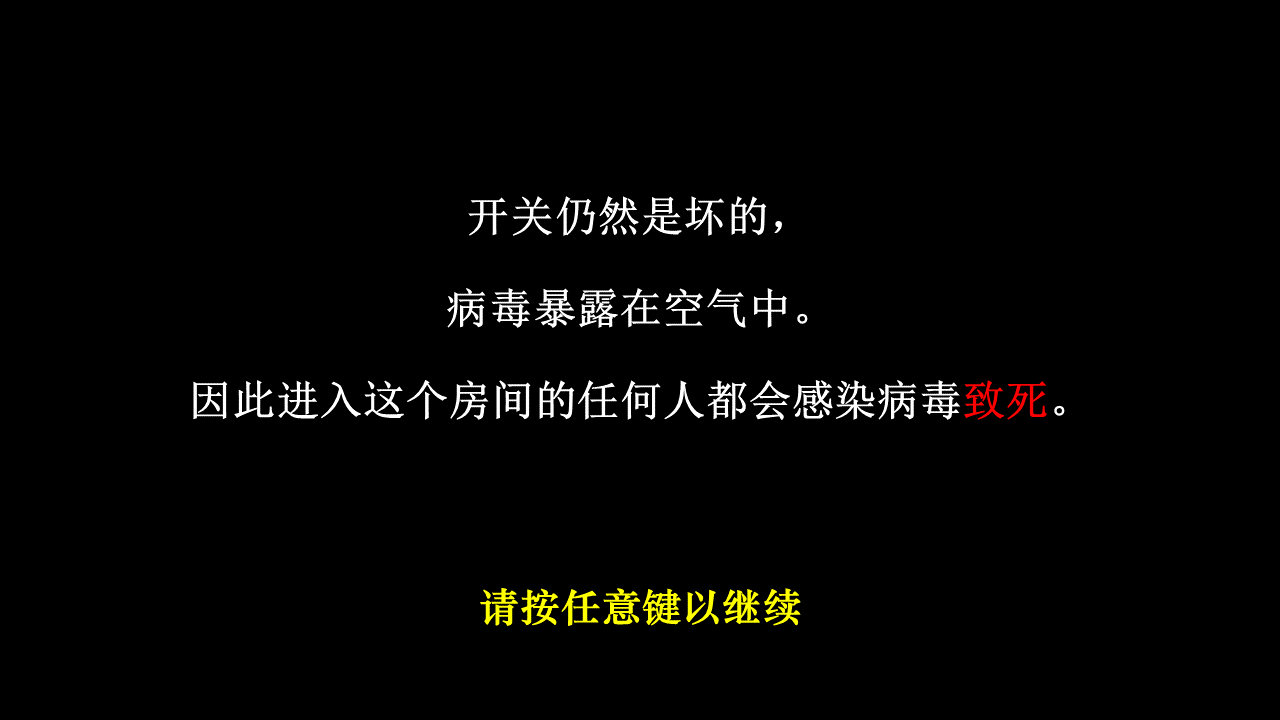 开关仍然是坏的，
病毒暴露在空气中。
因此进入这个房间的任何人都会感染病毒致死。
请按任意键以继续